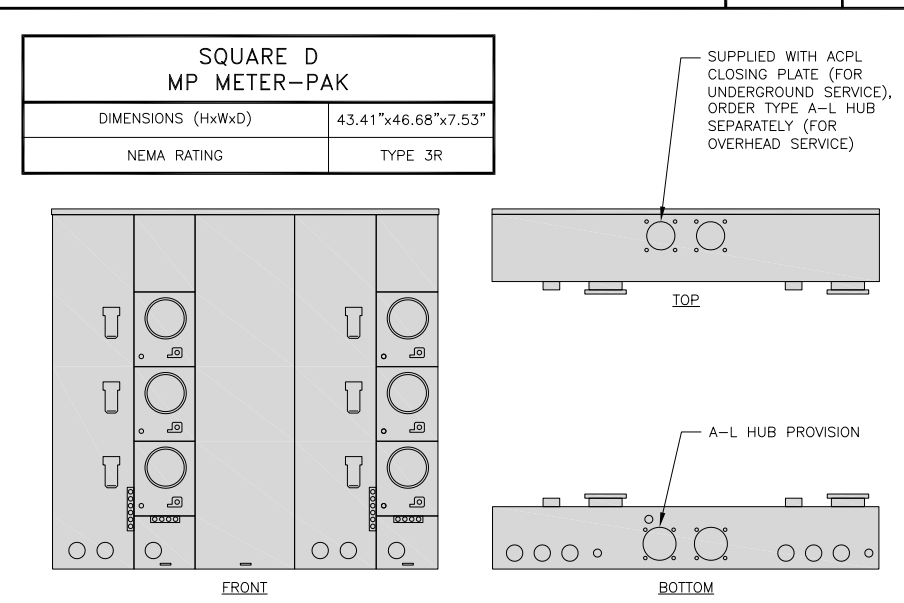 SQUARE D
MP METER-PAK
DIMENSIONS (HxWxD) 43.41"x46.68"x7.53"
NEMA RATING TYPE 3R
SUPPLIED WITH ACPL
CLOSING PLATE (FOR
UNDERGROUND SERVICE),
ORDER TYPE A-L HUB
SEPARATELY (FOR
OVERHEAD SERVICE)
TOP
A-L HUB PROVISION
FRONT
BOTTOM